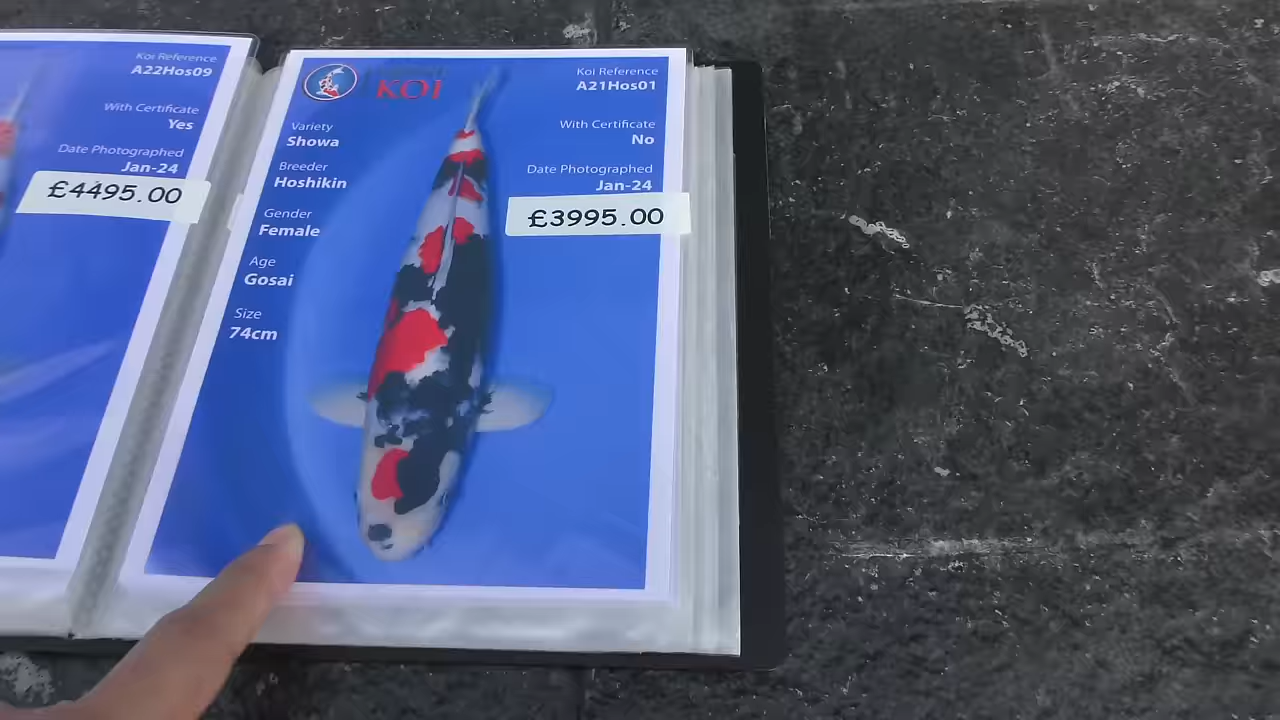 Koi Reference
A22Hos09
With Certificate
Yes
Date Photographed
Jan-24
£4495.00
KOI
Variety
Showa
Breeder
Hoshikin
Gender
Female
Age
Gosai
Size
74cm
Koi Reference
A21Hos01
With Certificate
No
Date Photographed
Jan-24
£3995.00